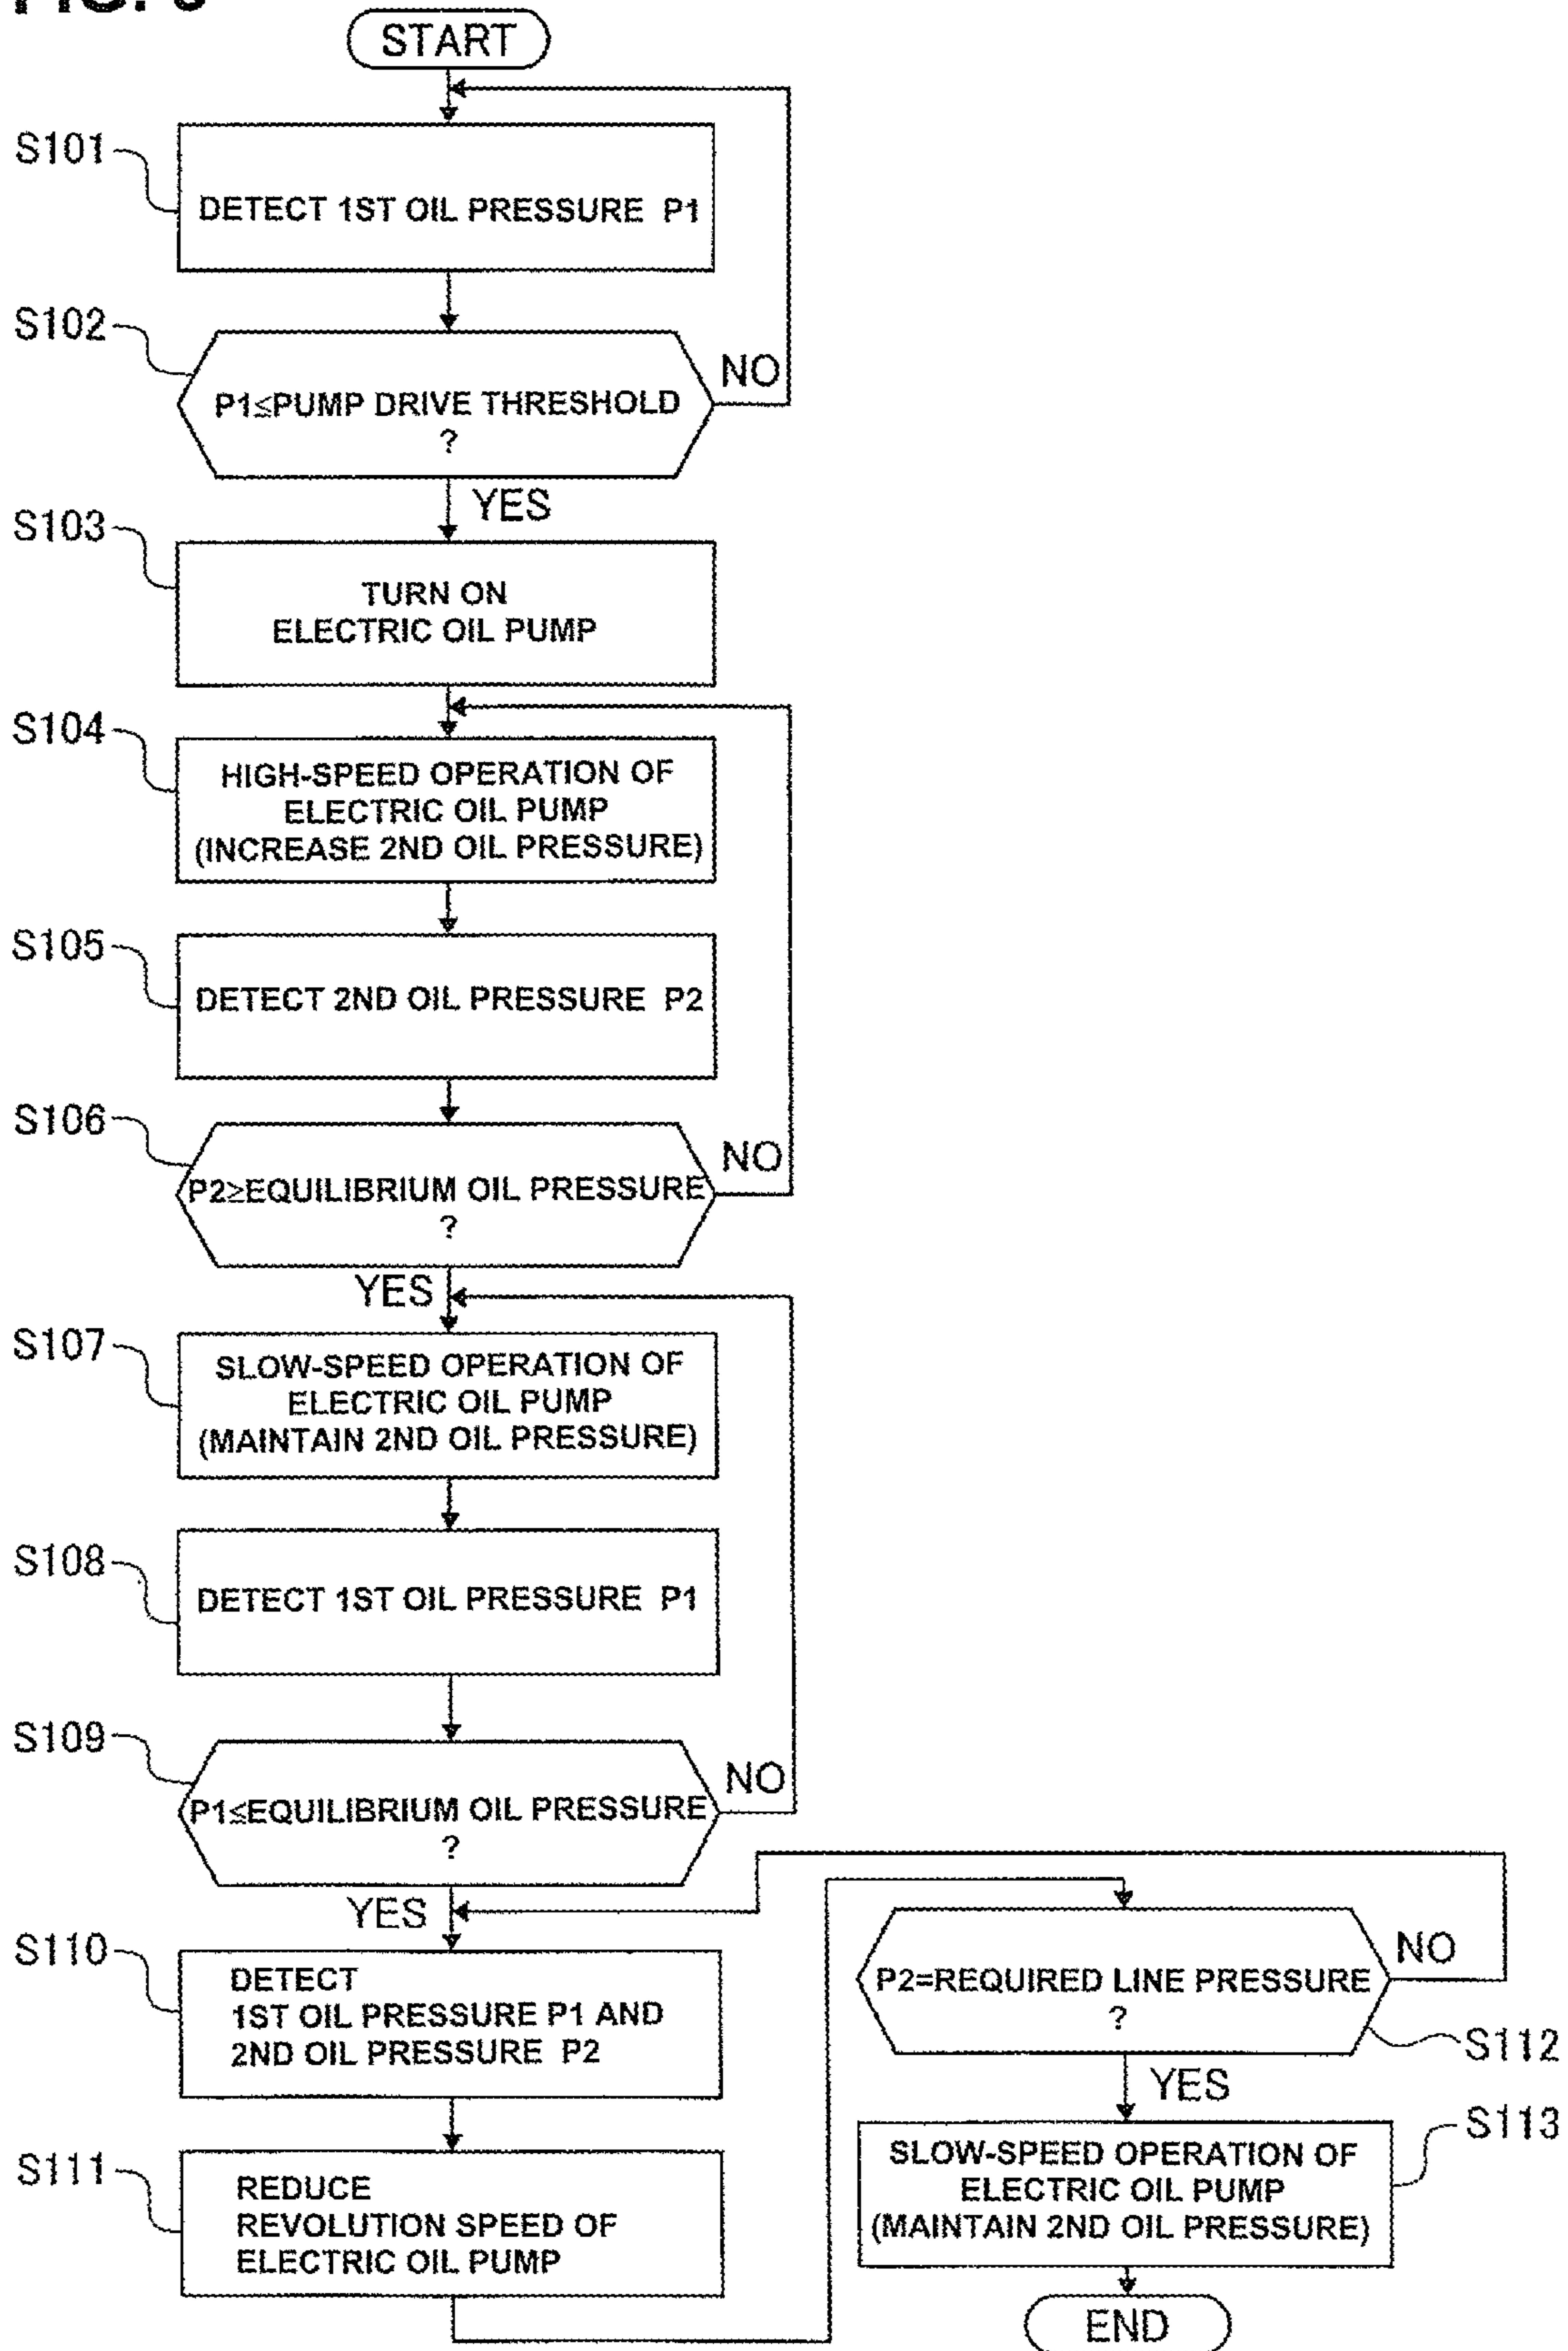 START
S101
DETECT 1ST OIL PRESSURE P1
S102
P1≦PUMP DRIVE THRESHOLD
?
NO
YES
S103
TURN ON
ELECTRIC OIL PUMP
S104
HIGH-SPEED OPERATION OF
ELECTRIC OIL PUMP
(INCREASE 2ND OIL PRESSURE)
S105
DETECT 2ND OIL PRESSURE P2
S106
P2≧EQUILIBRIUM OIL PRESSURE
?
NO
YES
S107
SLOW-SPEED OPERATION OF
ELECTRIC OIL PUMP
(MAINTAIN 2ND OIL PRESSURE)
S108
DETECT 1ST OIL PRESSURE P1
S109
P1≦EQUILIBRIUM OIL PRESSURE
?
NO
YES
S110
DETECT
1ST OIL PRESSURE P1 AND
2ND OIL PRESSURE P2
S111
REDUCE
REVOLUTION SPEED OF
ELECTRIC OIL PUMP
P2=REQUIRED LINE PRESSURE
?
NO
S112
YES
S113
SLOW-SPEED OPERATION OF
ELECTRIC OIL PUMP
(MAINTAIN 2ND OIL PRESSURE)
END